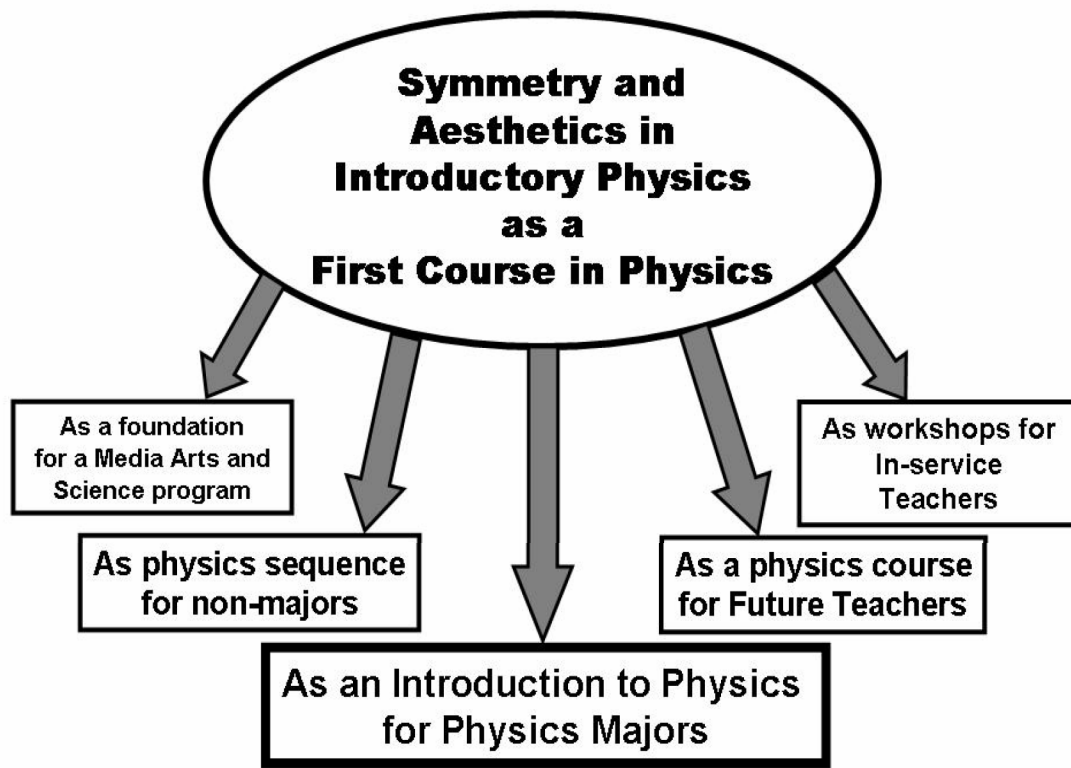 Symmetry and
Aesthetics in
Introductory Physics
as a
First Course in Physics
As a foundation
for a Media Arts and
Science program
As physics sequence
for non-majors
As an Introduction to Physics
for Physics Majors
As a physics course
for Future Teachers
As workshops for
In-service
Teachers